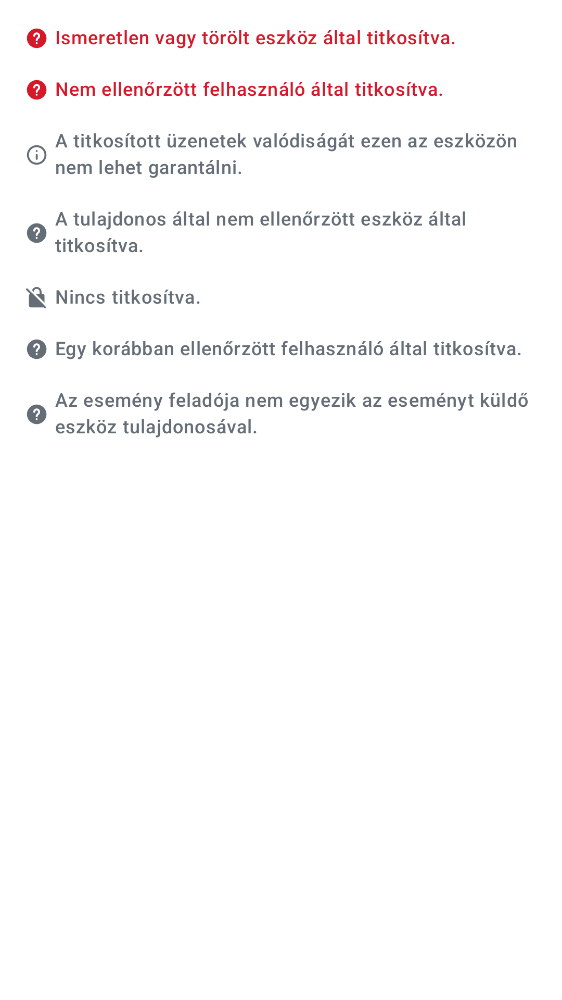 Ismeretlen vagy törölt eszköz által titkosítva.
Nem ellenőrzött felhasználó által titkosítva.
A titkosított üzenetek valódiságát ezen az eszközön
nem lehet garantálni.
A tulajdonos által nem ellenőrzött eszköz által
titkosítva.
Nincs titkosítva.
Egy korábban ellenőrzött felhasználó által titkosítva.
Az esemény feladója nem egyezik az eseményt küldő
eszköz tulajdonosával.